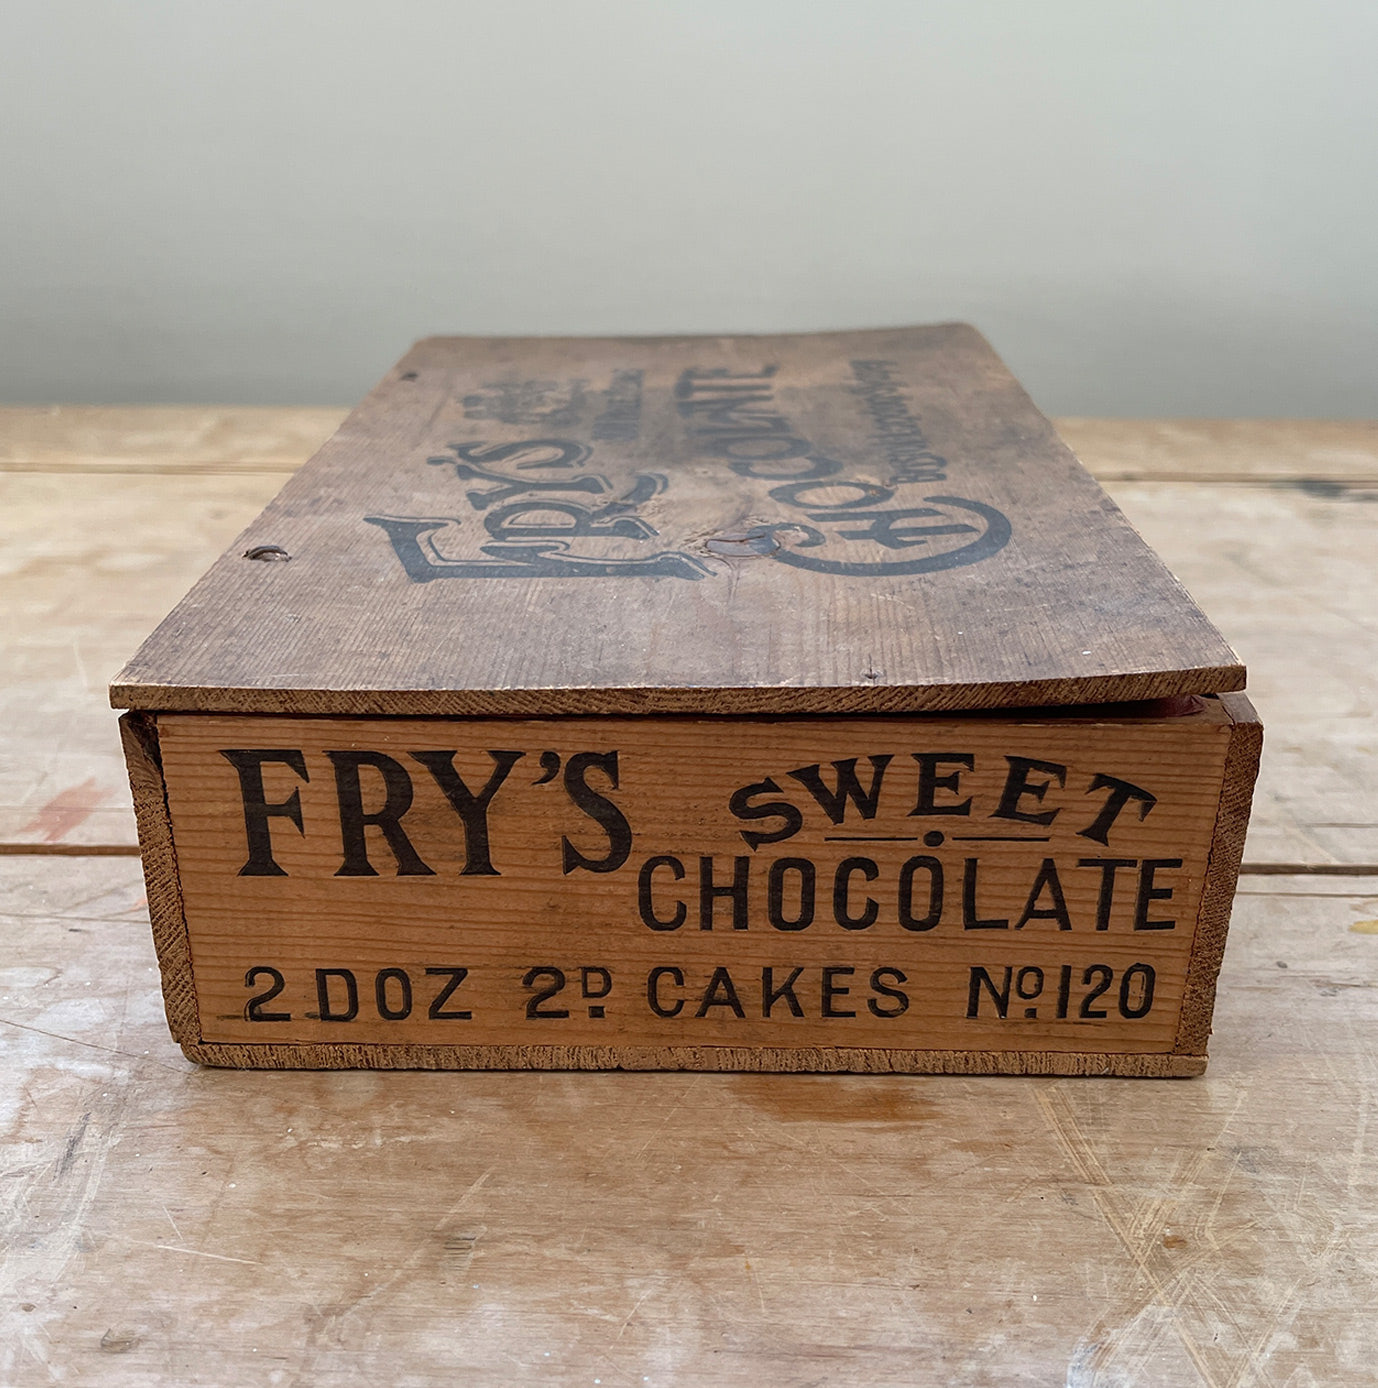 FRY'S
CHOCOLATE
FRY'S SWEET
CHOCOLATE
2 DOZ 2D. CAKES No. 120